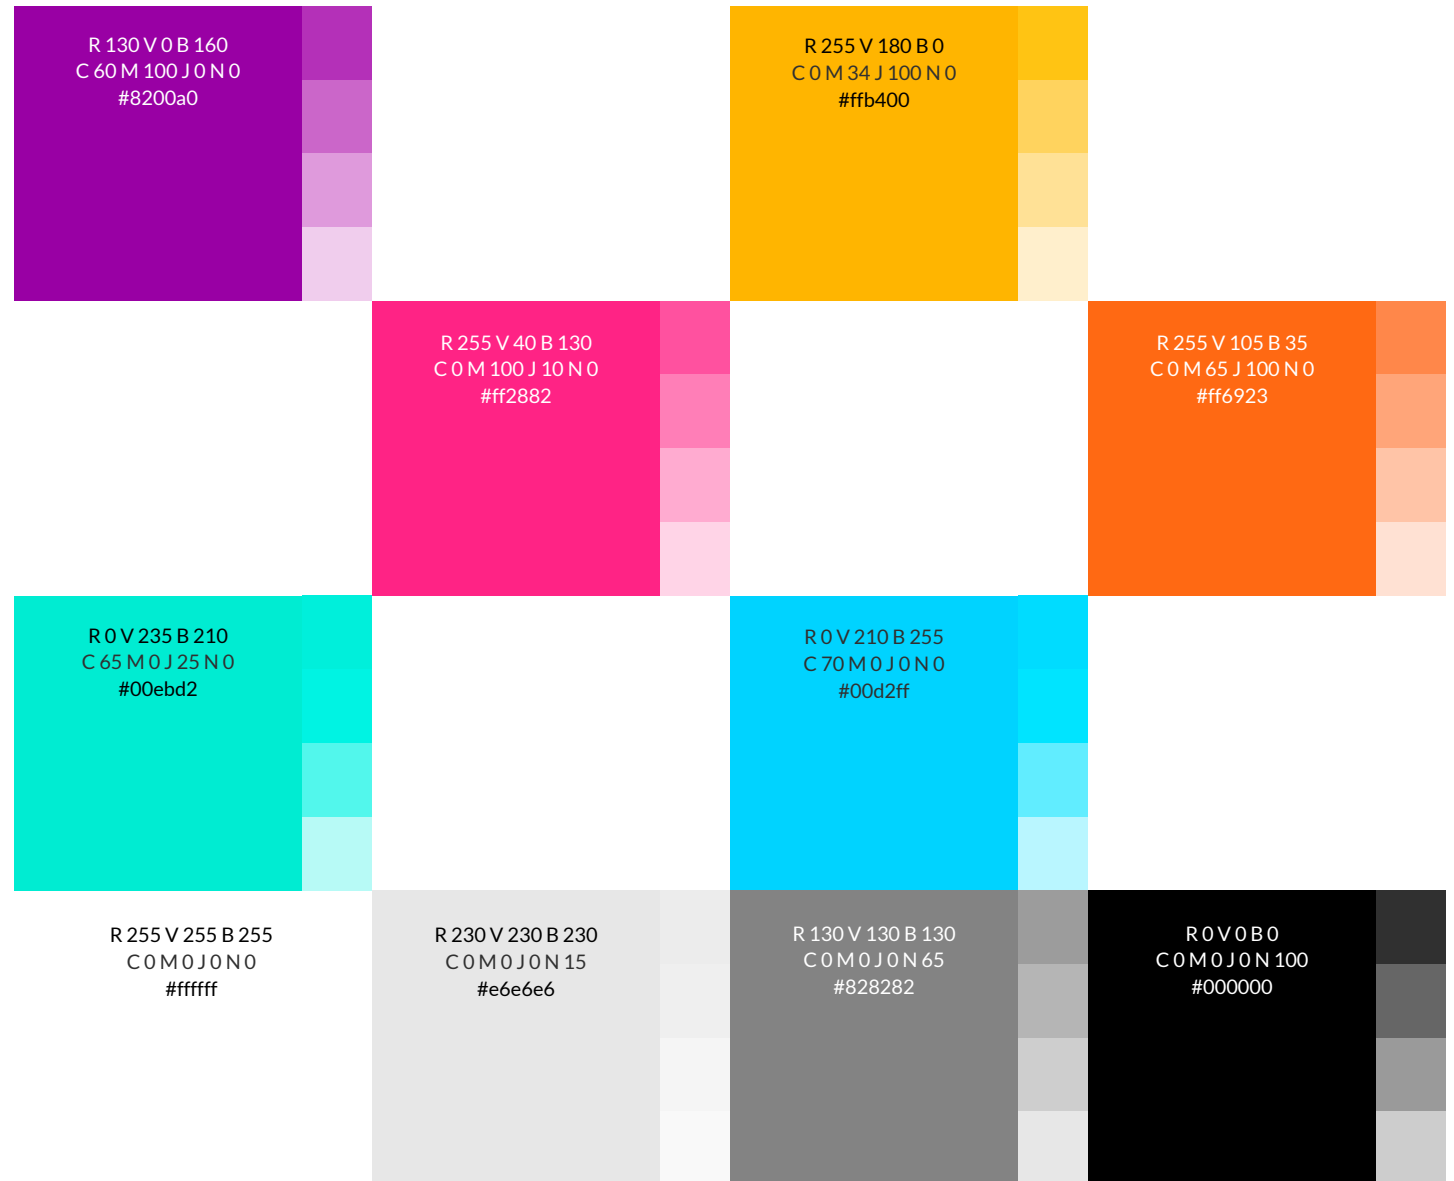 R 130 V 0 B 160
C 60 M 100 J 0 N 0
#8200a0
R 255 V 180 B 0
C 0 M 34 J 100 N 0
#ffb400
R 255 V 40 B 130
C 0 M 100 J 10 N 0
#ff2882
R 255 V 105 B 35
C 0 M 65 J 100 N 0
#ff6923
R 0 V 235 B 210
C 65 M 0 J 25 N 0
#00ebd2
R 0 V 210 B 255
C 70 M 0 J 0 N 0
#00d2ff
R 255 V 255 B 255
C 0 M 0 J 0 N 0
#ffffff
R 230 V 230 B 230
C 0 M 0 J 0 N 15
#e6e6e6
R 130 V 130 B 130
C 0 M 0 J 0 N 65
#828282
R 0 V 0 B 0
C 0 M 0 J 0 N 100
#000000